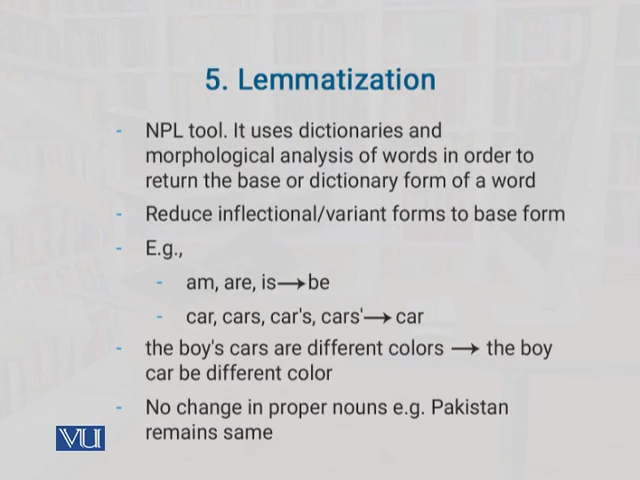 5. Lemmatization
- NPL tool. It uses dictionaries and
morphological analysis of words in order to
return the base or dictionary form of a word
- Reduce inflectional/variant forms to base form
- E.g.,
- am, are, is→be
- car, cars, car's, cars'→car
- the boy's cars are different colors → the boy
car be different color
- No change in proper nouns e.g. Pakistan
remains same
VU